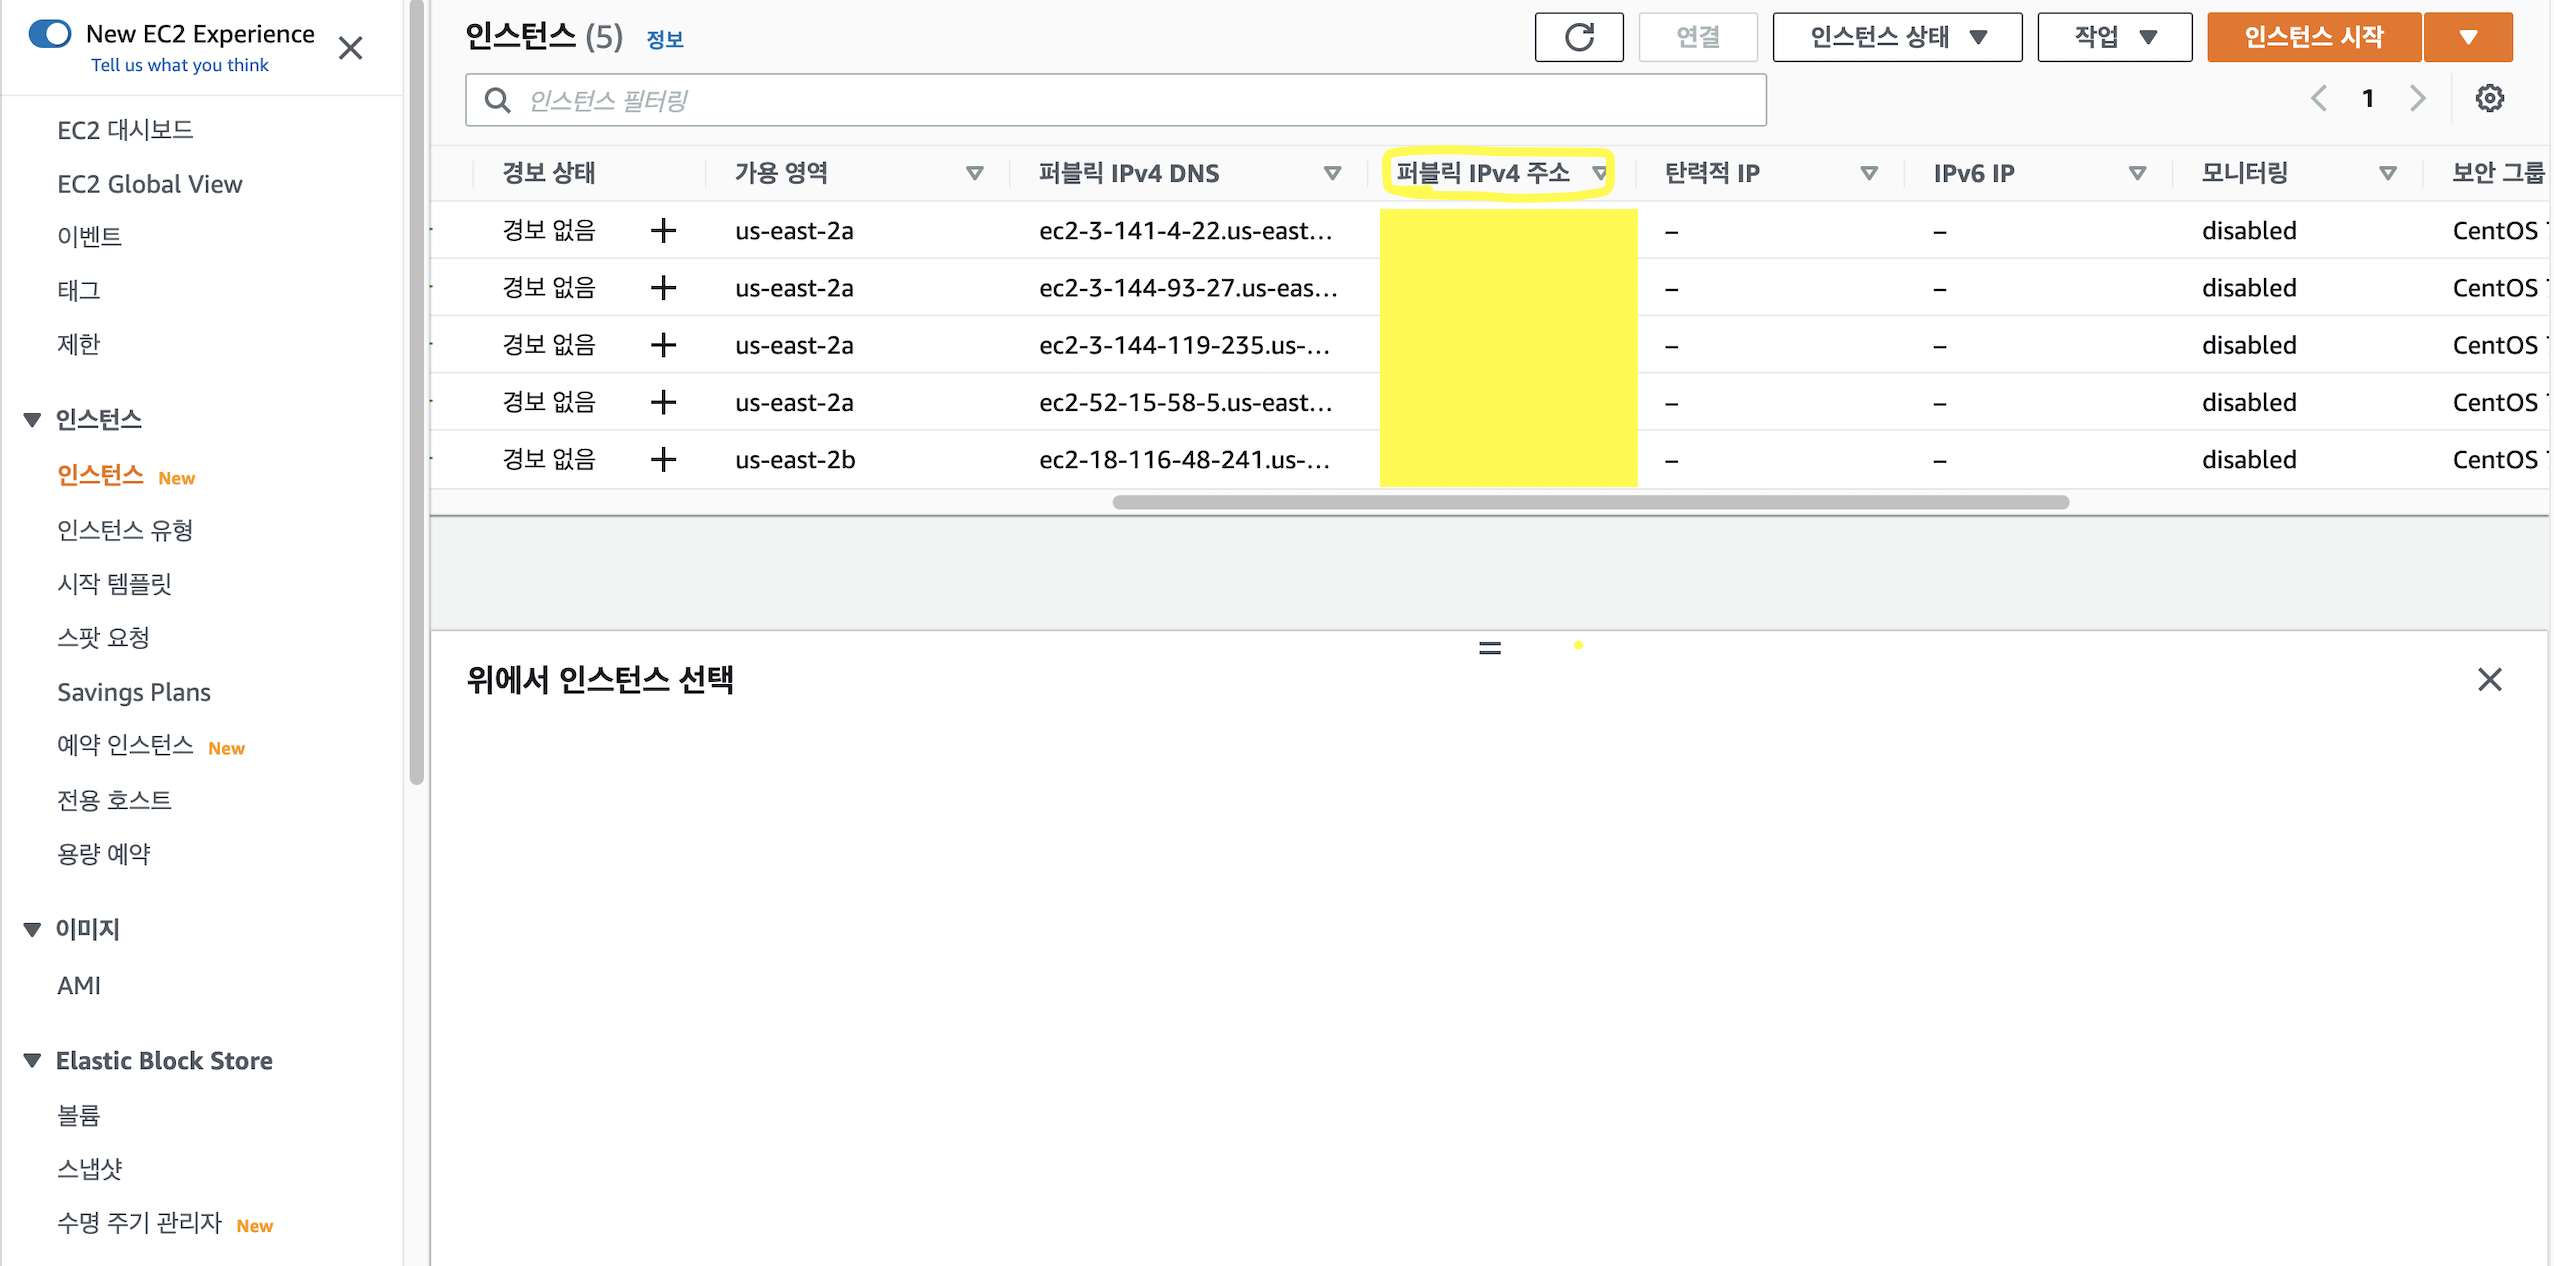 New EC2 Experience
Tell us what you think
EC2 대시보드
EC2 Global View
이벤트
태그
제한
인스턴스
인스턴스 New
인스턴스 유형
시작 템플릿
스팟 요청
Savings Plans
예약 인스턴스 New
전용 호스트
용량 예약
이미지
AMI
Elastic Block Store
볼륨
스냅샷
수명 주기 관리자 New
인스턴스 (5) 정보
연결 인스턴스 상태 작업 인스턴스 시작
인스턴스 필터링
1
경보 상태 가용 영역 퍼블릭 IPv4 DNS 퍼블릭 IPv4 주소 탄력적 IP IPv6 IP 모니터링 보안 그룹
경보 없음 us-east-2a ec2-3-141-4-22.us-east... – – disabled CentOS
경보 없음 us-east-2a ec2-3-144-93-27.us-eas... – – disabled CentOS
경보 없음 us-east-2a ec2-3-144-119-235.us-... – – disabled CentOS
경보 없음 us-east-2a ec2-52-15-58-5.us-east... – – disabled CentOS
경보 없음 us-east-2b ec2-18-116-48-241.us-... – – disabled CentOS
위에서 인스턴스 선택